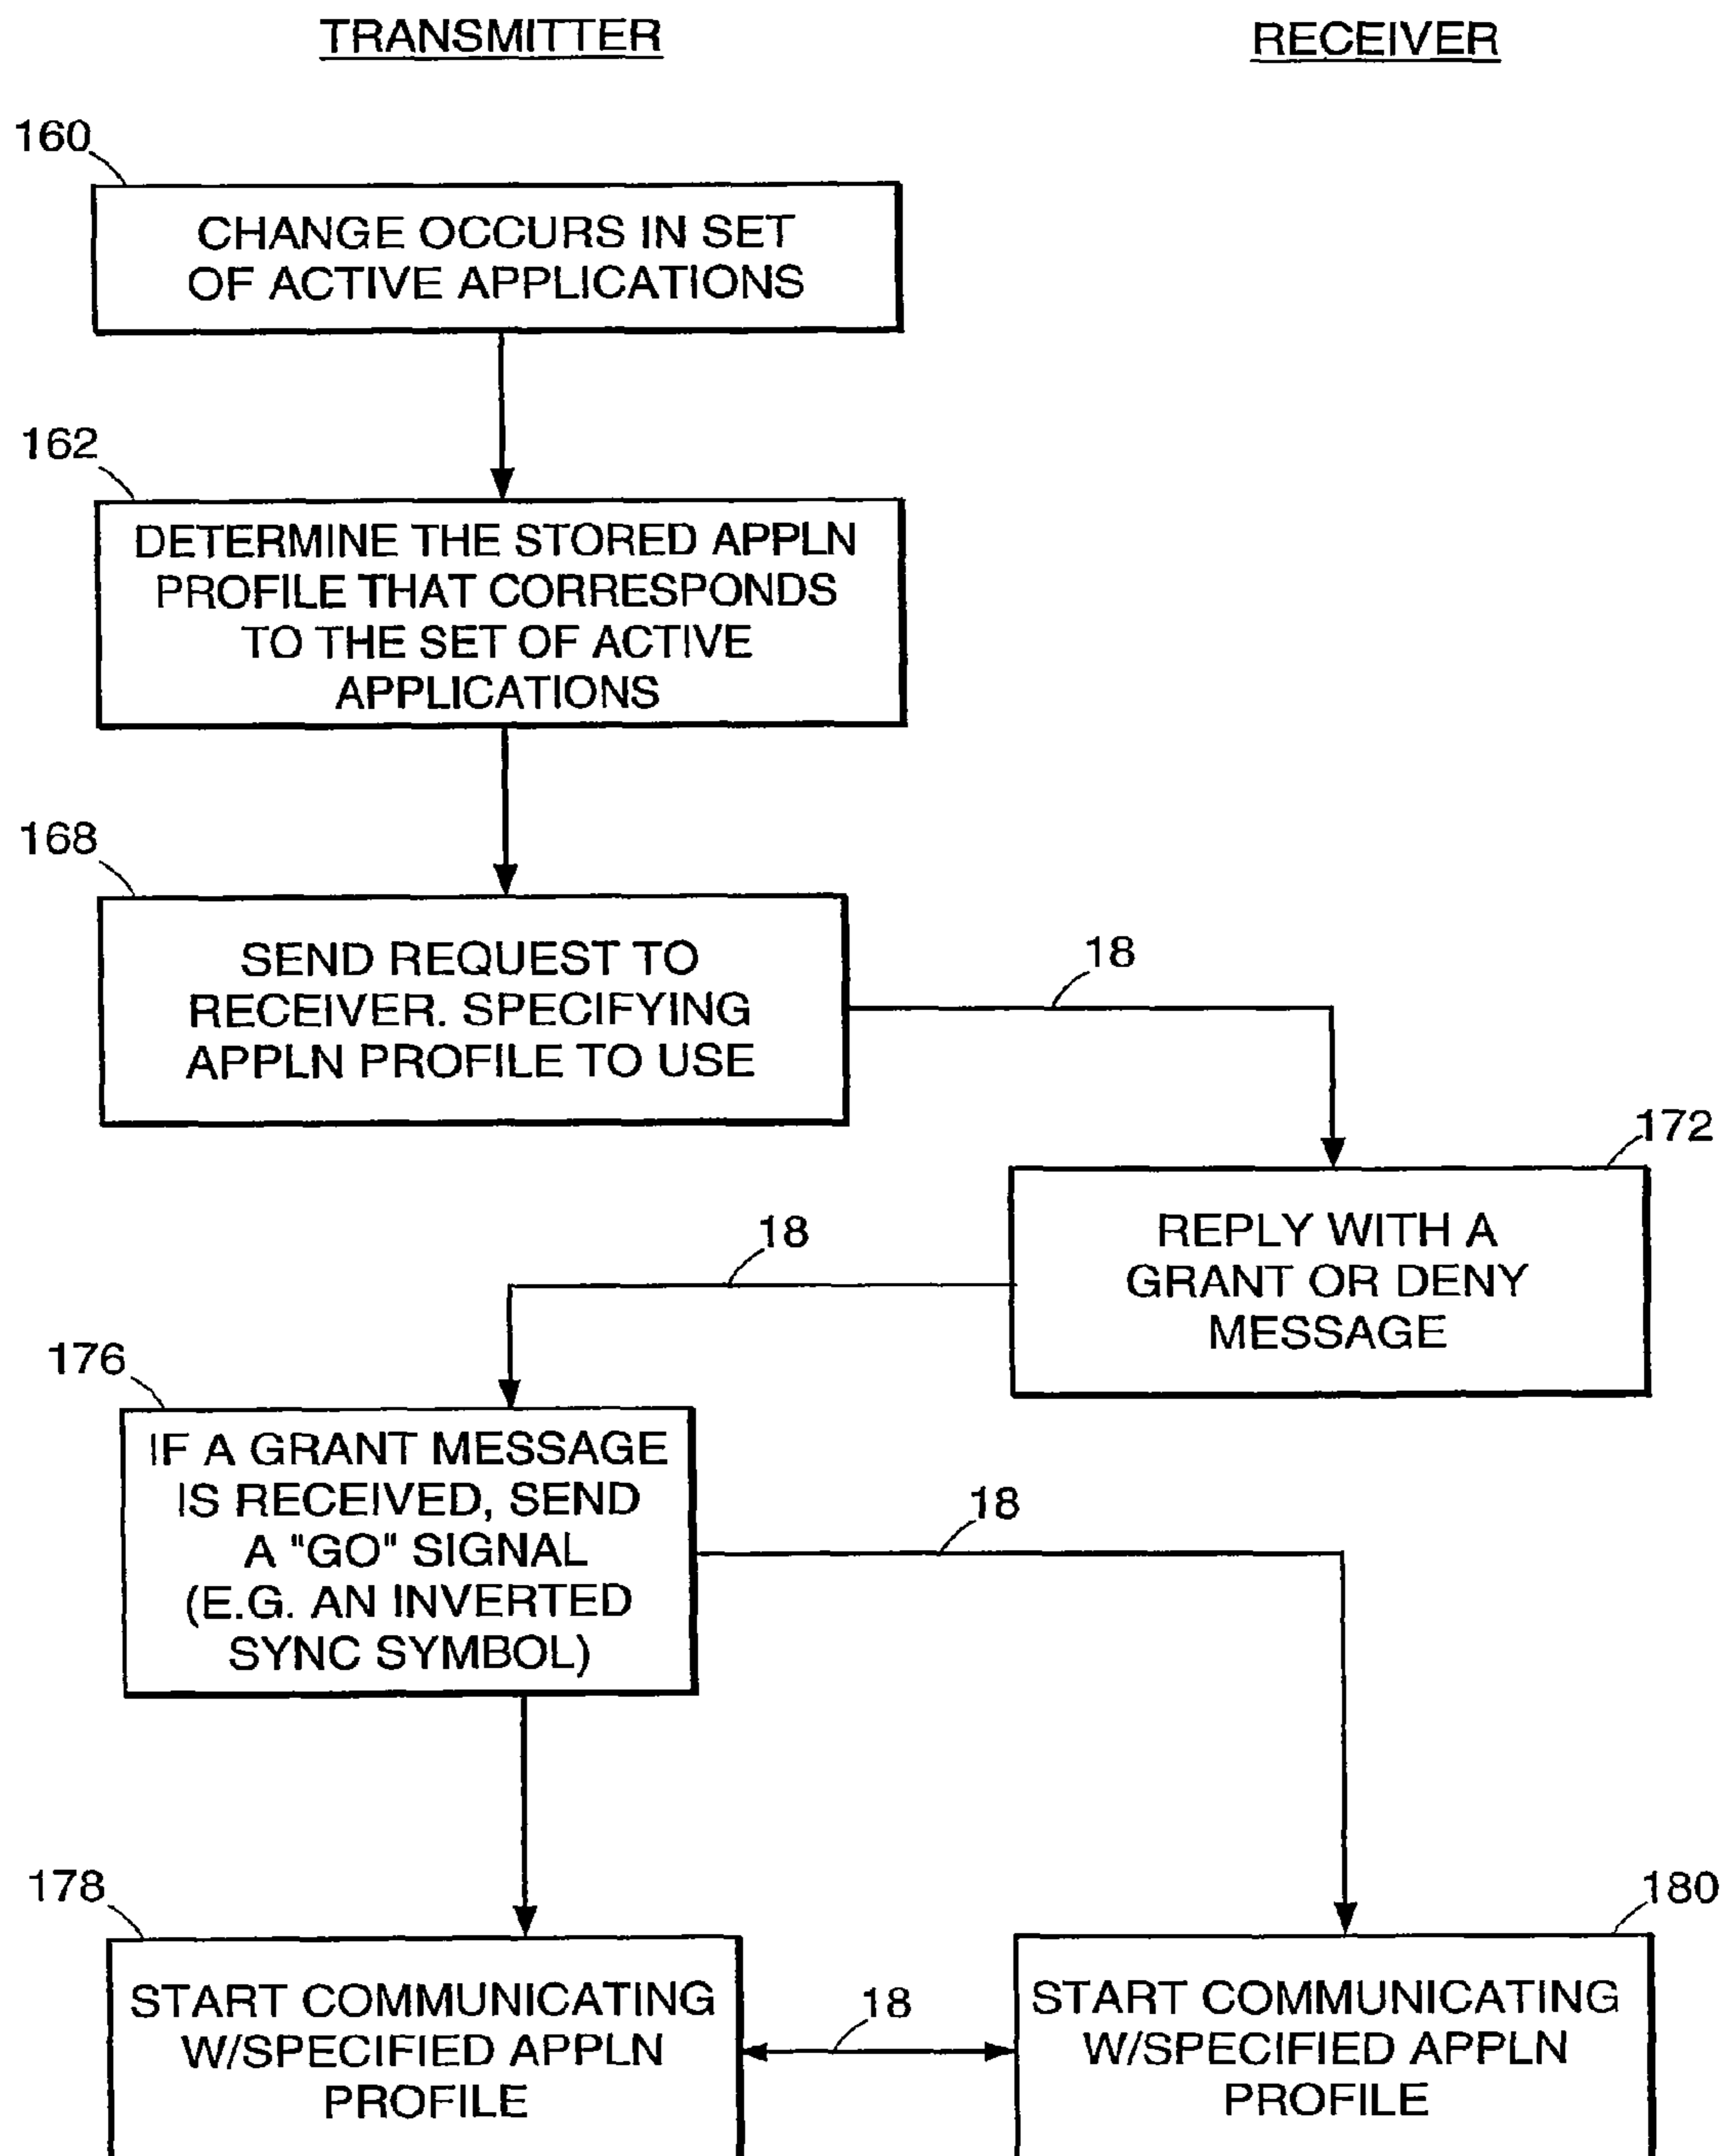 TRANSMITTER
RECEIVER
160
CHANGE OCCURS IN SET
OF ACTIVE APPLICATIONS
162
DETERMINE THE STORED APPLN
PROFILE THAT CORRESPONDS
TO THE SET OF ACTIVE
APPLICATIONS
168
SEND REQUEST TO
RECEIVER. SPECIFYING
APPLN PROFILE TO USE
18
172
REPLY WITH A
GRANT OR DENY
MESSAGE
18
176
IF A GRANT MESSAGE
IS RECEIVED, SEND
A "GO" SIGNAL
(E.G. AN INVERTED
SYNC SYMBOL)
18
178
START COMMUNICATING
W/SPECIFIED APPLN
PROFILE
18
180
START COMMUNICATING
W/SPECIFIED APPLN
PROFILE